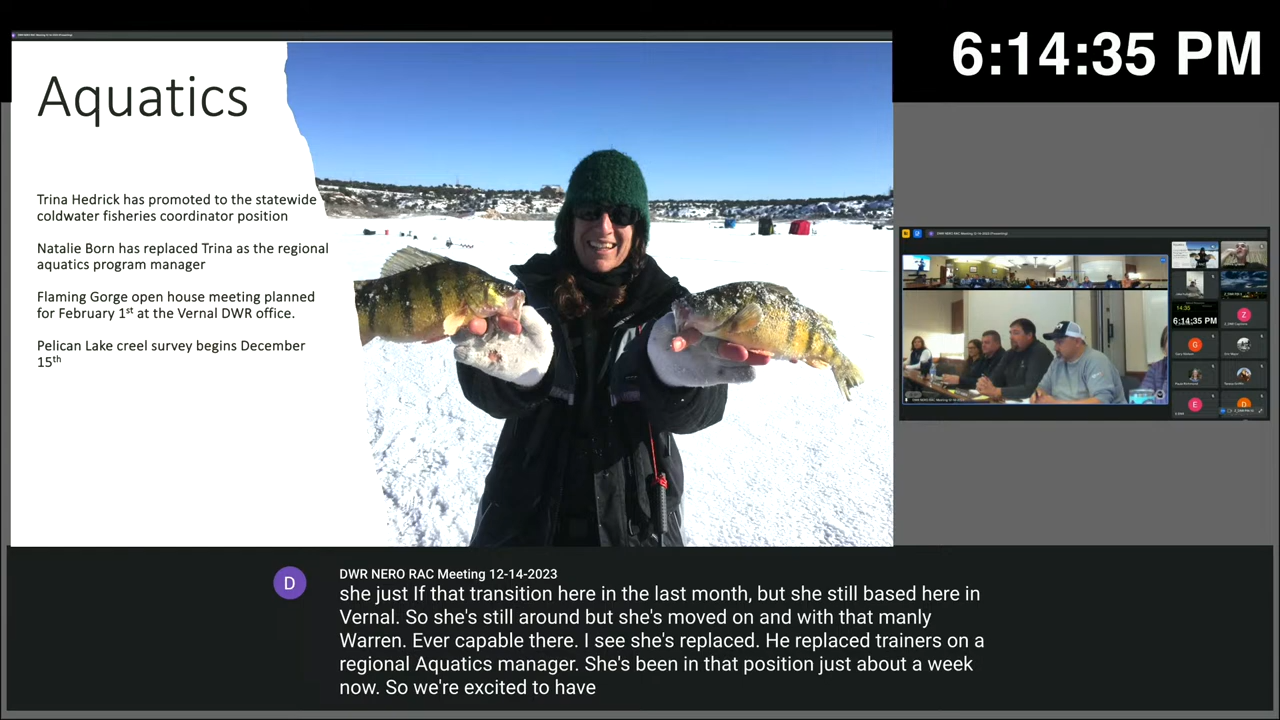 6:14:35 PM
Aquatics
Trina Hedrick has promoted to the statewide
coldwater fisheries coordinator position
Natalie Born has replaced Trina as the regional
aquatics program manager
Flaming Gorge open house meeting planned
for February 1st at the Vernal DWR office.
Pelican Lake creel survey begins December
15th
6:14:35 PM
D
DWR NERO RAC Meeting 12-14-2023
she just If that transition here in the last month, but she still based here in
Vernal. So she's still around but she's moved on and with that manly
Warren. Ever capable there. I see she's replaced. He replaced trainers on a
regional Aquatics manager. She's been in that position just about a week
now. So we're excited to have